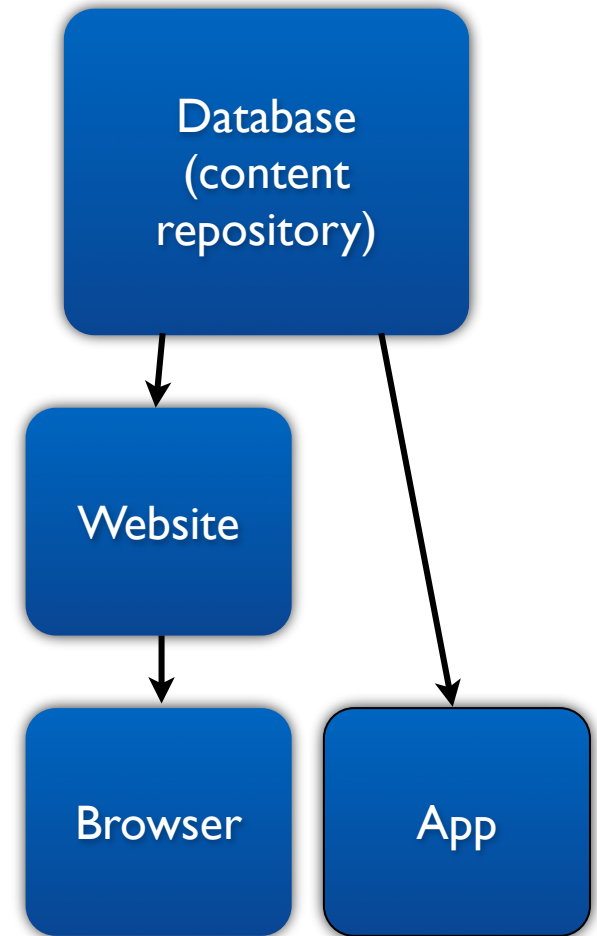 Database
(content
repository)
Website
Browser
App